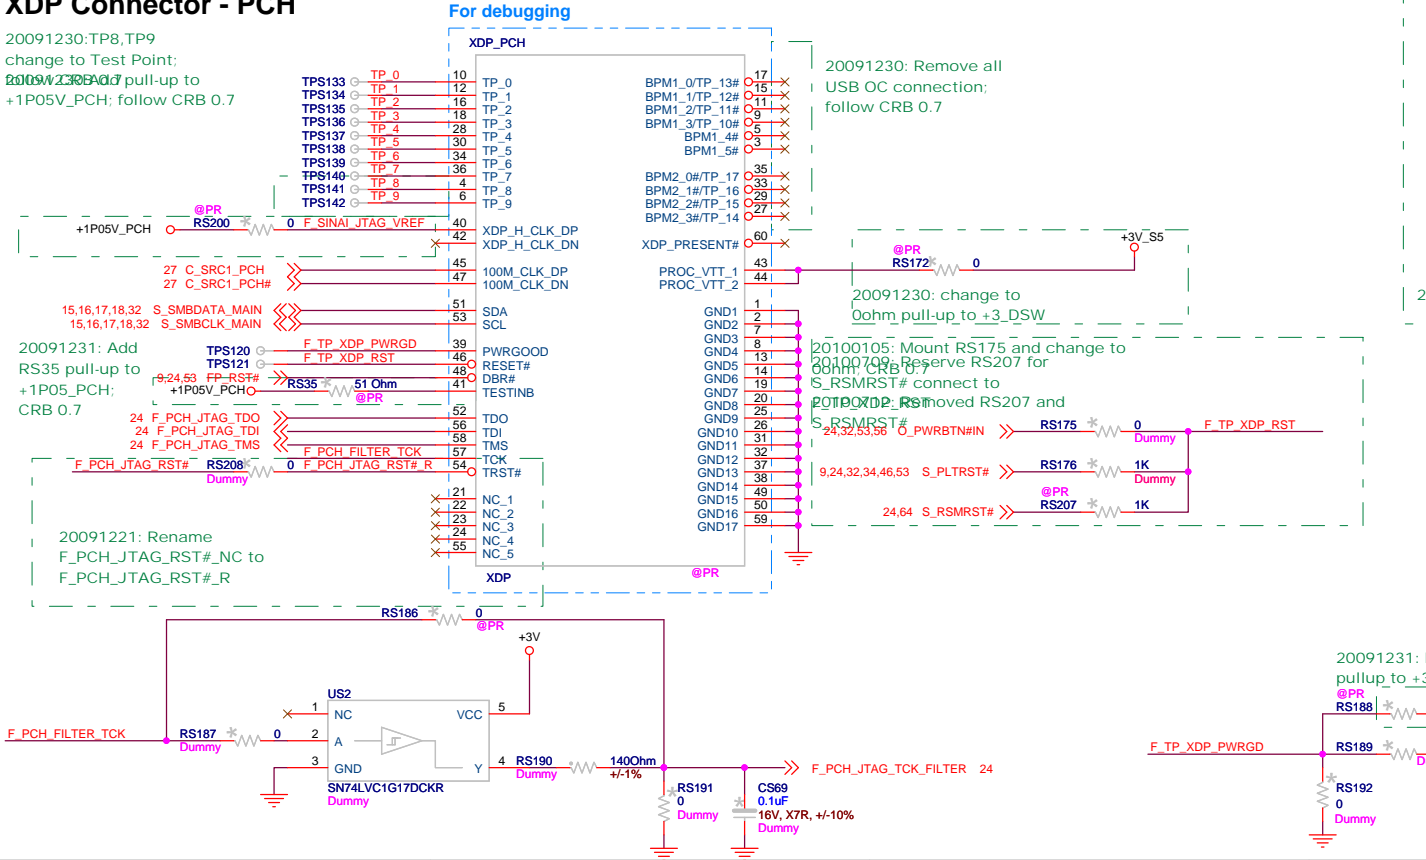 XDP Connector - PCH
For debugging
20091230:TP8,TP9
change to Test Point;
follow CRB 0.7
20091230:Add pull-up to
+1P05V_PCH; follow CRB 0.7
XDP_PCH
TPS133 TP_0 10 TP_0
TPS134 TP_1 12 TP_1
TPS135 TP_2 16 TP_2
TPS136 TP_3 18 TP_3
TPS137 TP_4 28 TP_4
TPS138 TP_5 30 TP_5
TPS139 TP_6 34 TP_6
TPS140 TP_7 36 TP_7
TPS141 TP_8 4 TP_8
TPS142 TP_9 6 TP_9
@PR
+1P05V_PCH RS200 0 F_SINAI_JTAG_VREF 40 XDP_H_CLK_DP
42 XDP_H_CLK_DN
27 C_SRC1_PCH 45 100M_CLK_DP
27 C_SRC1_PCH# 47 100M_CLK_DN
15,16,17,18,32 S_SMBDATA_MAIN 51 SDA
15,16,17,18,32 S_SMBCLK_MAIN 53 SCL
20091231: Add
RS35 pull-up to
+1P05_PCH;
CRB 0.7
TPS120 F_TP_XDP_PWRGD 39 PWRGOOD
TPS121 F_TP_XDP_RST 46 RESET#
9,24,53 FP_RST# 48 DBR#
+1P05V_PCH RS35 51 Ohm 41 TESTINB
@PR
24 F_PCH_JTAG_TDO 52 TDO
24 F_PCH_JTAG_TDI 56 TDI
24 F_PCH_JTAG_TMS 58 TMS
F_PCH_FILTER_TCK 57 TCK
F_PCH_JTAG_RST# RS208 0 F_PCH_JTAG_RST#_R 54 TRST#
Dummy
21 NC_1
22 NC_2
23 NC_3
24 NC_4
55 NC_5
XDP
@PR
20091221: Rename
F_PCH_JTAG_RST#_NC to
F_PCH_JTAG_RST#_R
BPM1_0/TP_13# 17
BPM1_1/TP_12# 15
BPM1_2/TP_11# 11
BPM1_3/TP_10# 9
BPM1_4# 5
BPM1_5# 3
BPM2_0#/TP_17 35
BPM2_1#/TP_16 33
BPM2_2#/TP_15 29
BPM2_3#/TP_14 27
XDP_PRESENT# 60
PROC_VTT_1 43
PROC_VTT_2 44
GND1 1
GND2 2
GND3 7
GND4 8
GND5 13
GND6 14
GND7 19
GND8 20
GND9 25
GND10 26
GND11 31
GND12 32
GND13 37
GND14 38
GND15 49
GND16 50
GND17 59
20091230: Remove all
USB OC connection;
follow CRB 0.7
+3V_S5
@PR
RS172 0
20091230: change to
0ohm pull-up to +3_DSW
2
20100105: Mount RS175 and change to
0ohm; CRB 0.7
20100709: Reserve RS207 for
S_RSMRST# connect to
F_TP_XDP_RST
20100712: Removed RS207 and
S_RSMRST#
24,32,53,56 O_PWRBTN#IN RS175 0 F_TP_XDP_RST
Dummy
9,24,32,34,46,53 S_PLTRST# RS176 1K
Dummy
@PR
24,64 S_RSMRST# RS207 1K
RS186 0
@PR
+3V
US2
1 NC VCC 5
F_PCH_FILTER_TCK RS187 0 2 A
Dummy
3 GND Y 4 RS190 140Ohm
Dummy +/-1%
SN74LVC1G17DCKR
Dummy
F_PCH_JTAG_TCK_FILTER 24
RS191
0
Dummy
CS69
0.1uF
16V, X7R, +/-10%
Dummy
20091231:
pullup to +3
@PR
RS188
F_TP_XDP_PWRGD RS189
RS192
0
Dummy